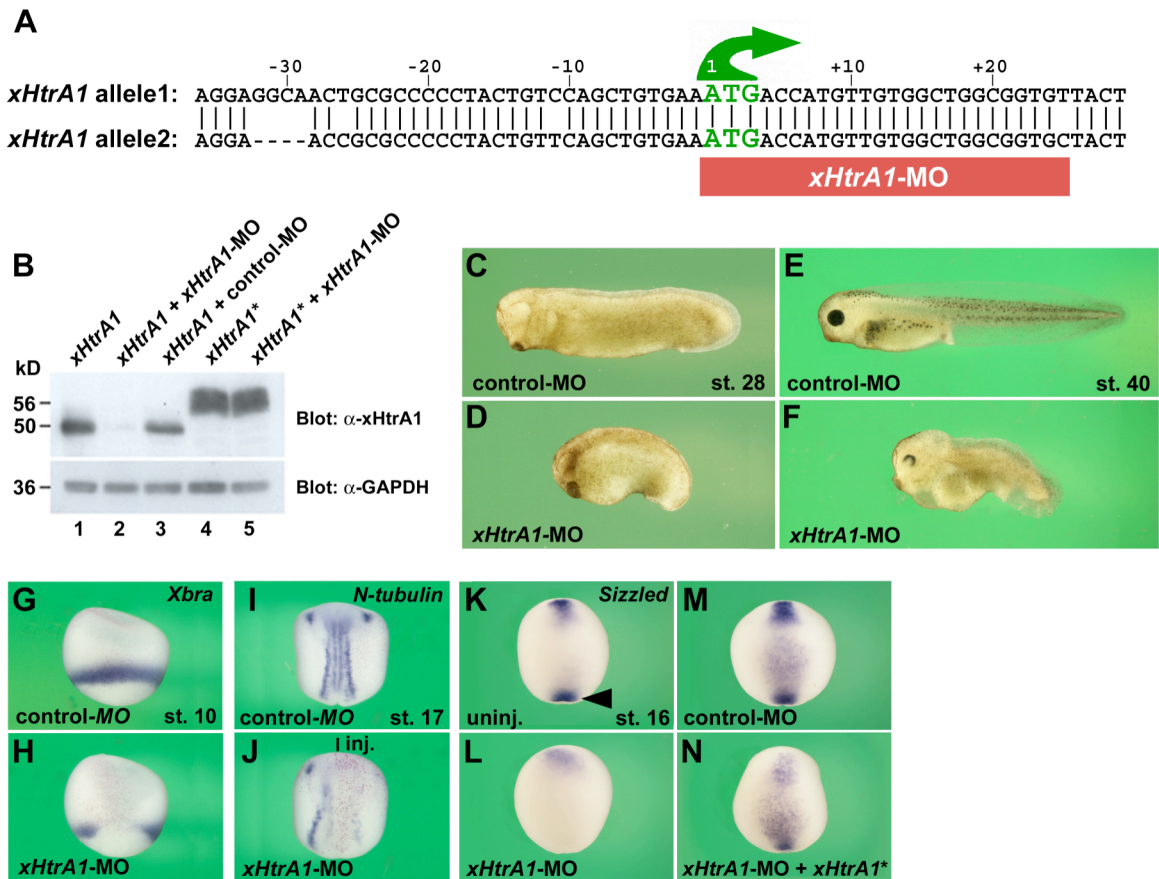 A
-30 -20 -10 1 +10 +20
xHtrA1 allele1: AGGAGGCAACTGCGCCCCCTACTGTCCAGCTGTGAAATGACCATGTTGTGGCTGGCGGTGTTACT
xHtrA1 allele2: AGGA----ACCGCGCCCCCTACTGTTCAGCTGTGAAATGACCATGTTGTGGCTGGCGGTGCTACT
xHtrA1-MO
B
xHtrA1
xHtrA1 + xHtrA1-MO
xHtrA1 + control-MO
xHtrA1*
xHtrA1* + xHtrA1-MO
kD
56
50
Blot: α-xHtrA1
36
Blot: α-GAPDH
1 2 3 4 5
C
control-MO st. 28
E
control-MO st. 40
D
xHtrA1-MO
F
xHtrA1-MO
G Xbra
control-MO st. 10
I N-tubulin
control-MO st. 17
K Sizzled
uninj. st. 16
M
control-MO
H
xHtrA1-MO
J inj.
xHtrA1-MO
L
xHtrA1-MO
N
xHtrA1-MO + xHtrA1*